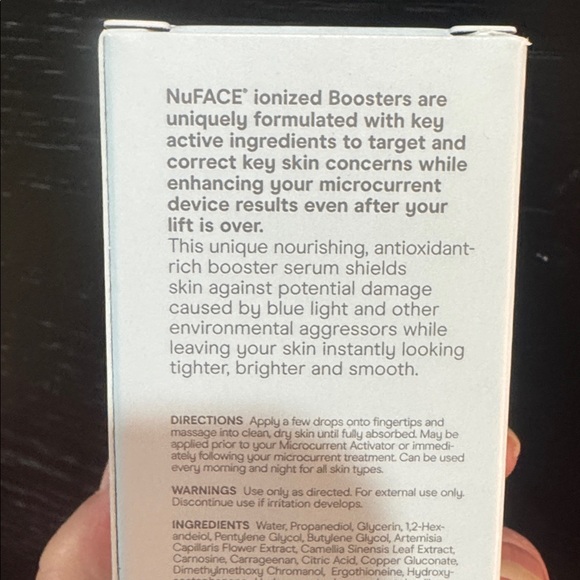 NuFACE® ionized Boosters are
uniquely formulated with key
active ingredients to target and
correct key skin concerns while
enhancing your microcurrent
device results even after your
lift is over.
This unique nourishing, antioxidant-
rich booster serum shields
skin against potential damage
caused by blue light and other
environmental aggressors while
leaving your skin instantly looking
tighter, brighter and smooth.
DIRECTIONS Apply a few drops onto fingertips and
massage into clean, dry skin until fully absorbed. May be
applied prior to your Microcurrent Activator or immedi-
ately following your microcurrent treatment. Can be used
every morning and night for all skin types.
WARNINGS Use only as directed. For external use only.
Discontinue use if irritation develops.
INGREDIENTS Water, Propanediol, Glycerin, 1,2-Hex-
andeiol, Pentylene Glycol, Butylene Glycol, Artemisia
Capillaris Flower Extract, Camellia Sinensis Leaf Extract,
Carnosine, Carrageenan, Citric Acid, Copper Gluconate,
Dimethylmethoxy Chromanol, Ergothioneine, Hydroxy-